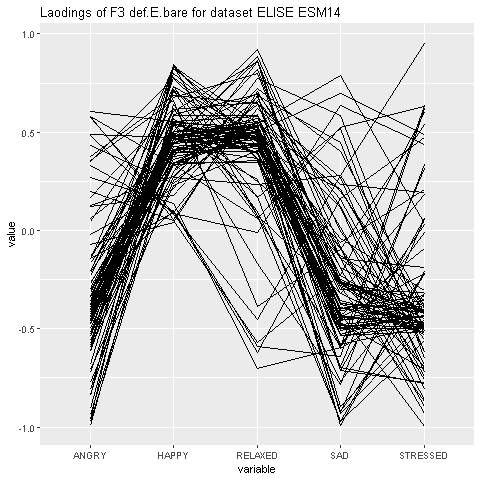 Laodings of F3 def.E.bare for dataset ELISE ESM14
1.0
0.5
0.0
-0.5
-1.0
value
ANGRY HAPPY RELAXED SAD STRESSED
variable